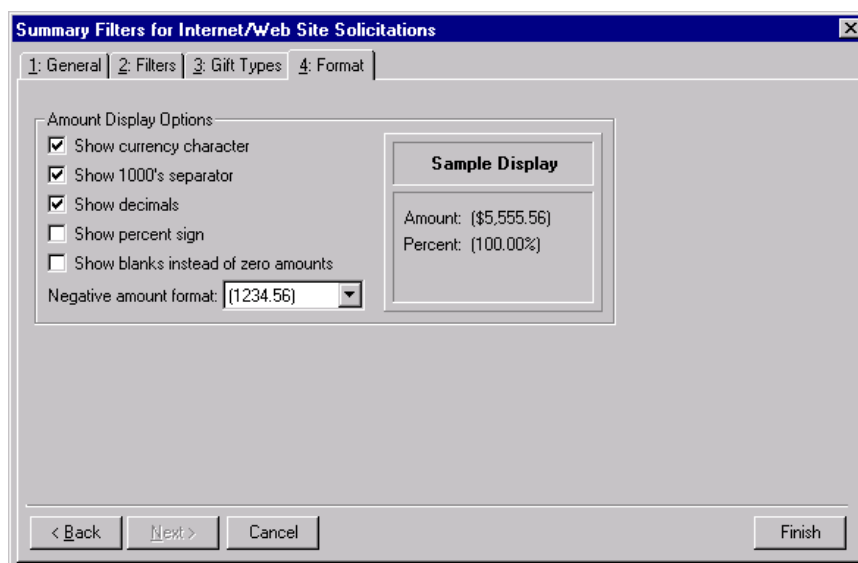 Summary Filters for Internet/Web Site Solicitations
1: General 2: Filters 3: Gift Types 4: Format
Amount Display Options
Show currency character
Show 1000's separator
Show decimals
Show percent sign
Show blanks instead of zero amounts
Negative amount format: (1234.56)
Sample Display
Amount: ($5,555.56)
Percent: (100.00%)
< Back Next > Cancel Finish